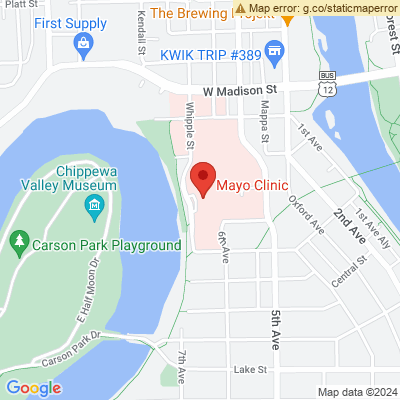 Platt St
Kendall St
The Brewing Projekt
Map error: g.co/staticmaperror
First Supply
KWIK TRIP #389
Forest St
BUS
12
W Madison St
Whipple St
Mappa St
1st Ave
Chippewa
Valley Museum
Mayo Clinic
Oxford Ave
2nd Ave
1st Ave Aly
Carson Park Playground
6th Ave
E Half Moon Dr
Central St
5th Ave
Carson Park Dr
7th Ave
Lake St
Google
Map data ©2024